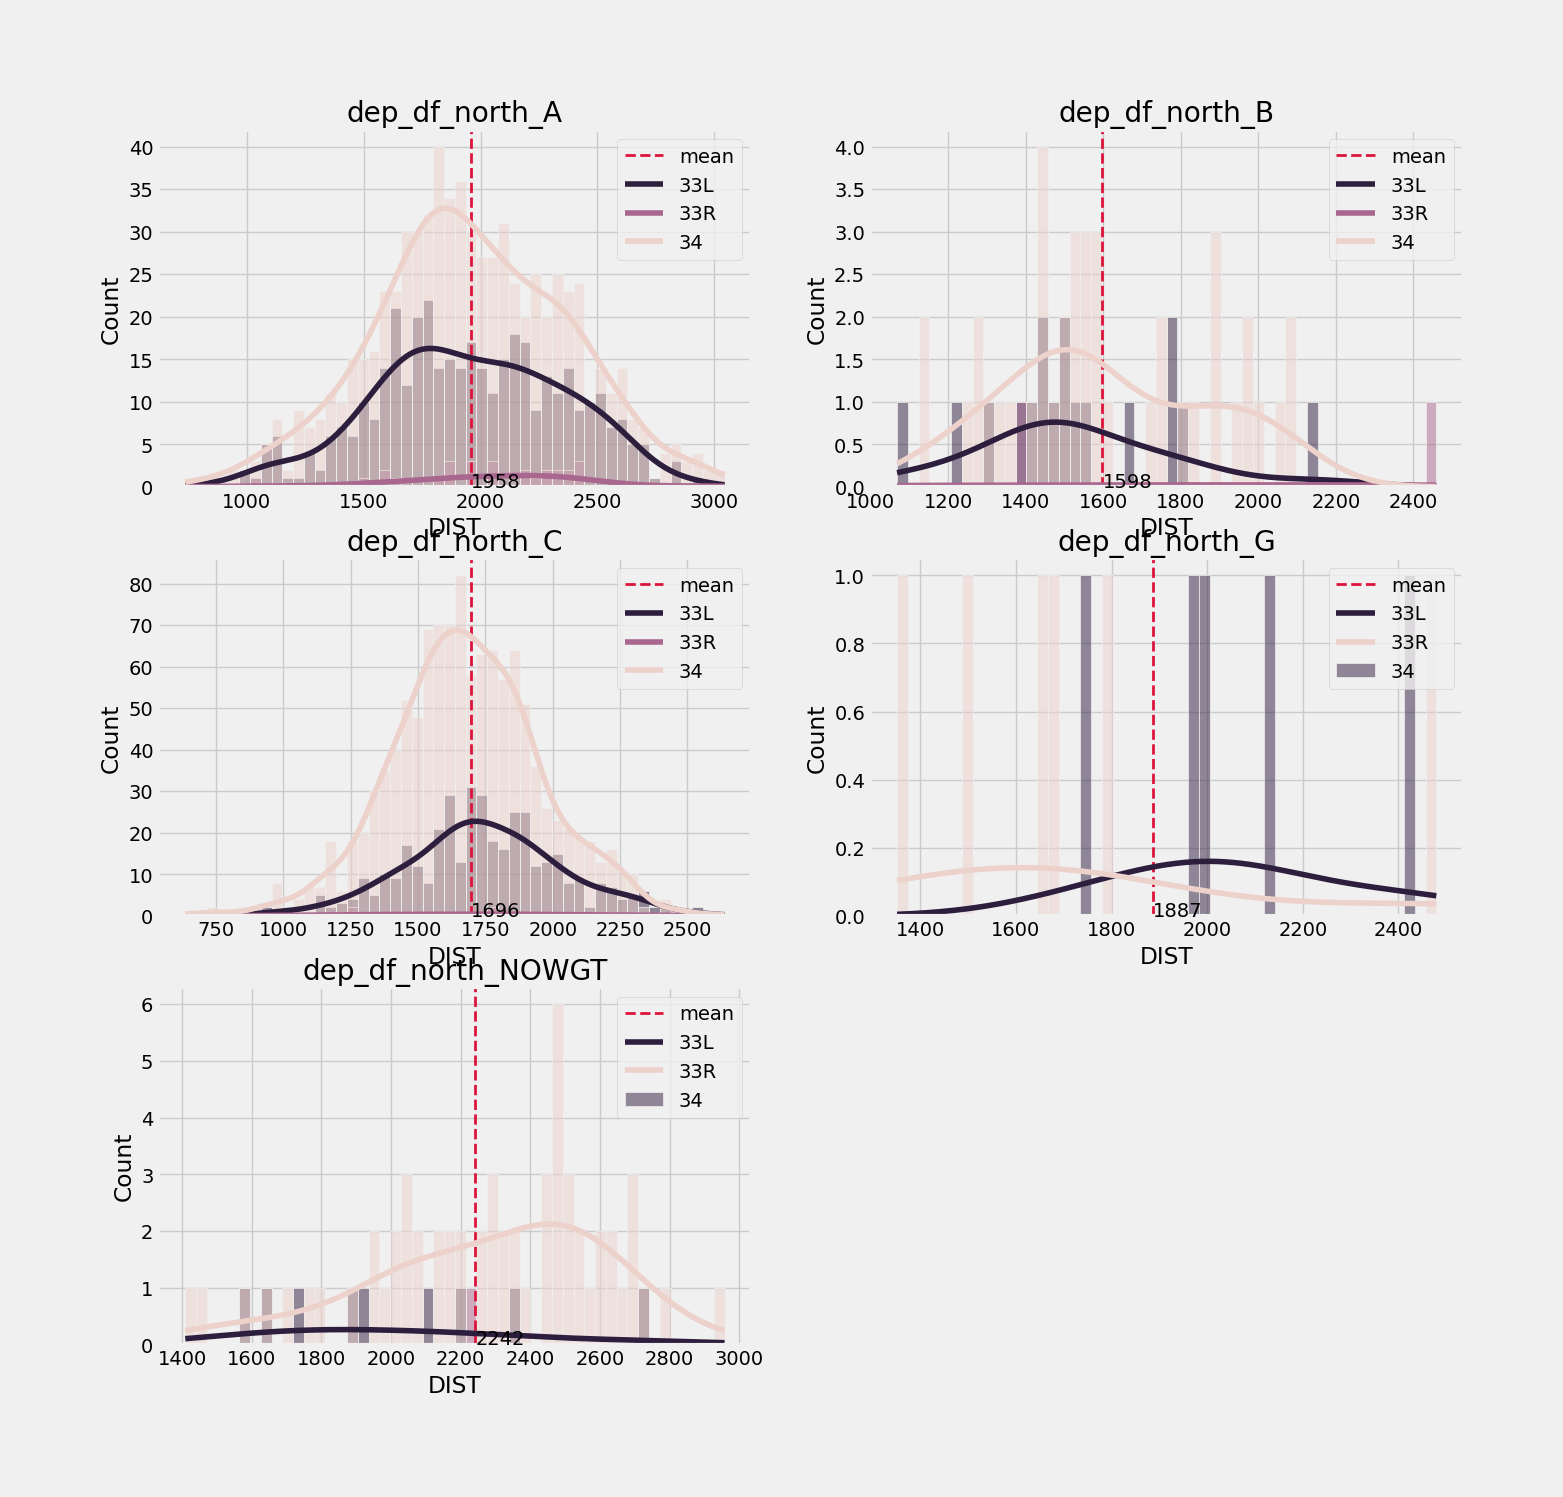 dep_df_north_A
40
35
30
25
20
15
10
5
0
Count
1000 1500 2000 2500 3000
DIST
1958
mean
33L
33R
34
dep_df_north_B
4.0
3.5
3.0
2.5
2.0
1.5
1.0
0.5
0.0
Count
1000 1200 1400 1600 1800 2000 2200 2400
DIST
1598
mean
33L
33R
34
dep_df_north_C
80
70
60
50
40
30
20
10
0
Count
750 1000 1250 1500 1750 2000 2250 2500
DIST
1696
mean
33L
33R
34
dep_df_north_G
1.0
0.8
0.6
0.4
0.2
0.0
Count
1400 1600 1800 2000 2200 2400
DIST
1887
mean
33L
33R
34
dep_df_north_NOWGT
6
5
4
3
2
1
0
Count
1400 1600 1800 2000 2200 2400 2600 2800 3000
DIST
2242
mean
33L
33R
34